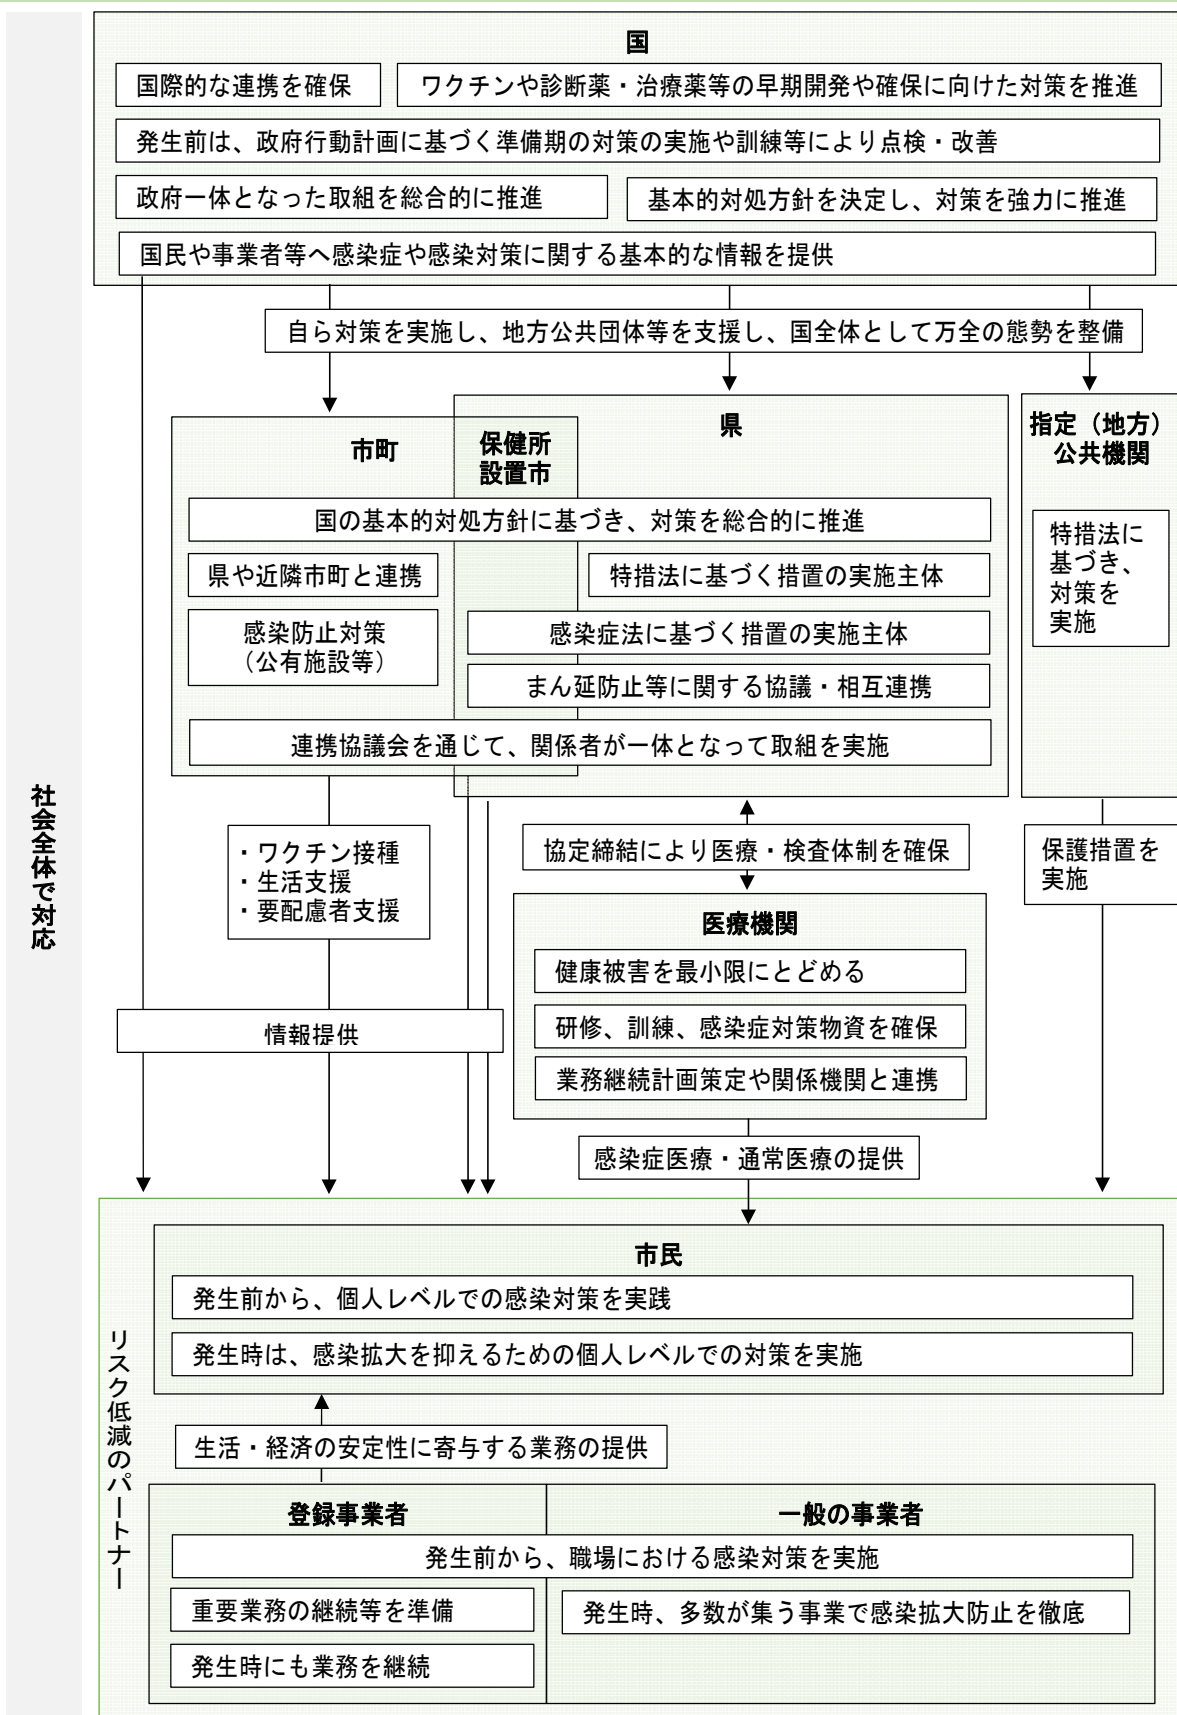 国
国際的な連携を確保
ワクチンや診断薬・治療薬等の早期開発や確保に向けた対策を推進
発生前は、政府行動計画に基づく準備期の対策の実施や訓練等により点検・改善
政府一体となった取組を総合的に推進
基本的対処方針を決定し、対策を強力に推進
国民や事業者等へ感染症や感染対策に関する基本的な情報を提供
自ら対策を実施し、地方公共団体等を支援し、国全体として万全の態勢を整備
市町
保健所
設置市
県
指定（地方）
公共機関
国の基本的対処方針に基づき、対策を総合的に推進
県や近隣市町と連携
特措法に基づく措置の実施主体
感染防止対策
（公有施設等）
感染症法に基づく措置の実施主体
まん延防止等に関する協議・相互連携
連携協議会を通じて、関係者が一体となって取組を実施
特措法に
基づき、
対策を
実施
社会全体で対応
・ワクチン接種
・生活支援
・要配慮者支援
協定締結により医療・検査体制を確保
保護措置を
実施
医療機関
健康被害を最小限にとどめる
研修、訓練、感染症対策物資を確保
業務継続計画策定や関係機関と連携
情報提供
感染症医療・通常医療の提供
リスク低減のパートナー
市民
発生前から、個人レベルでの感染対策を実践
発生時は、感染拡大を抑えるための個人レベルでの対策を実施
生活・経済の安定性に寄与する業務の提供
登録事業者
一般の事業者
発生前から、職場における感染対策を実施
重要業務の継続等を準備
発生時、多数が集う事業で感染拡大防止を徹底
発生時にも業務を継続